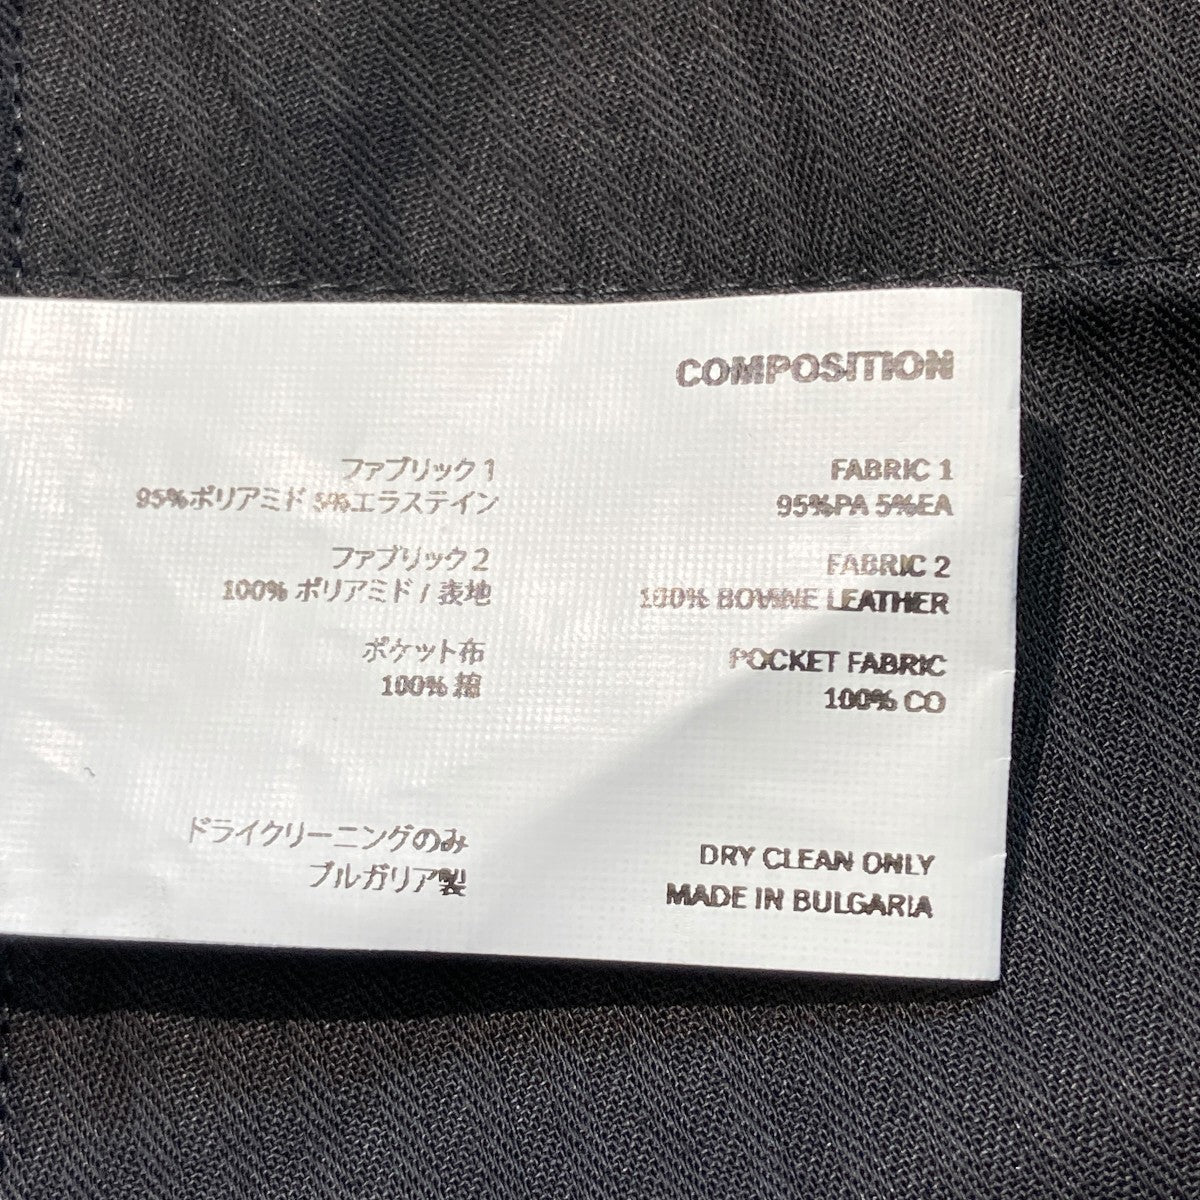 COMPOSITION
ファブリック1
95%ポリアミド 5%エラステイン
ファブリック2
100% ポリアミド / 表地
ポケット布
100% 綿
ドライクリーニングのみ
ブルガリア製
FABRIC 1
95%PA 5%EA
FABRIC 2
100% BOVINE LEATHER
POCKET FABRIC
100% CO
DRY CLEAN ONLY
MADE IN BULGARIA